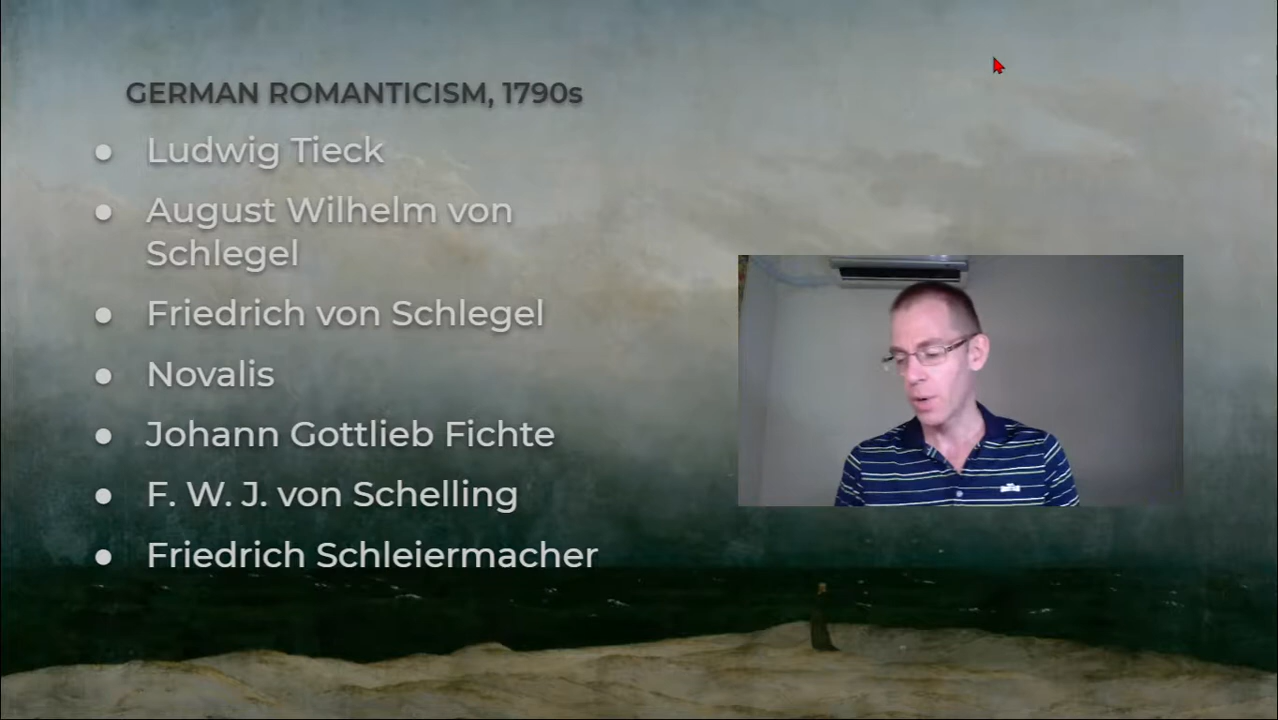 GERMAN ROMANTICISM, 1790s
● Ludwig Tieck
● August Wilhelm von
Schlegel
● Friedrich von Schlegel
● Novalis
● Johann Gottlieb Fichte
● F. W. J. von Schelling
● Friedrich Schleiermacher